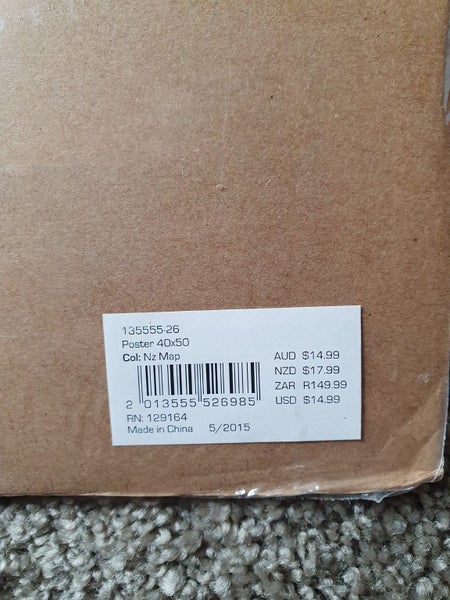 135555-26
Poster 40x50
Col: Nz Map
AUD $14.99
NZD $17.99
ZAR R149.99
USD $14.99
2 013555 526985
RN: 129164
Made in China 5/2015